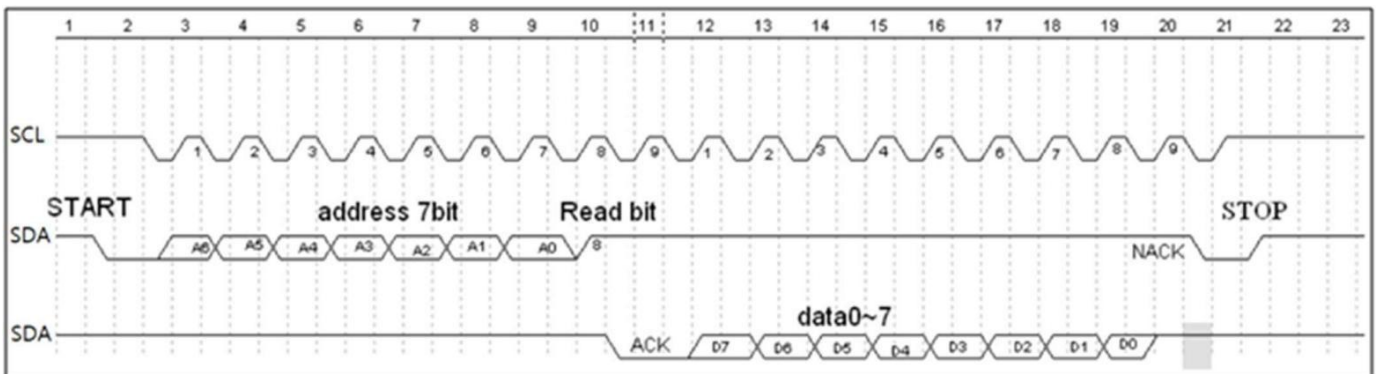 1 2 3 4 5 6 7 8 9 10 11 12 13 14 15 16 17 18 19 20 21 22 23
SCL 1 2 3 4 5 6 7 8 9 1 2 3 4 5 6 7 8 9
START address 7bit Read bit STOP
SDA A6 A5 A4 A3 A2 A1 A0 8 NACK
data0~7
SDA ACK D7 D6 D5 D4 D3 D2 D1 D0